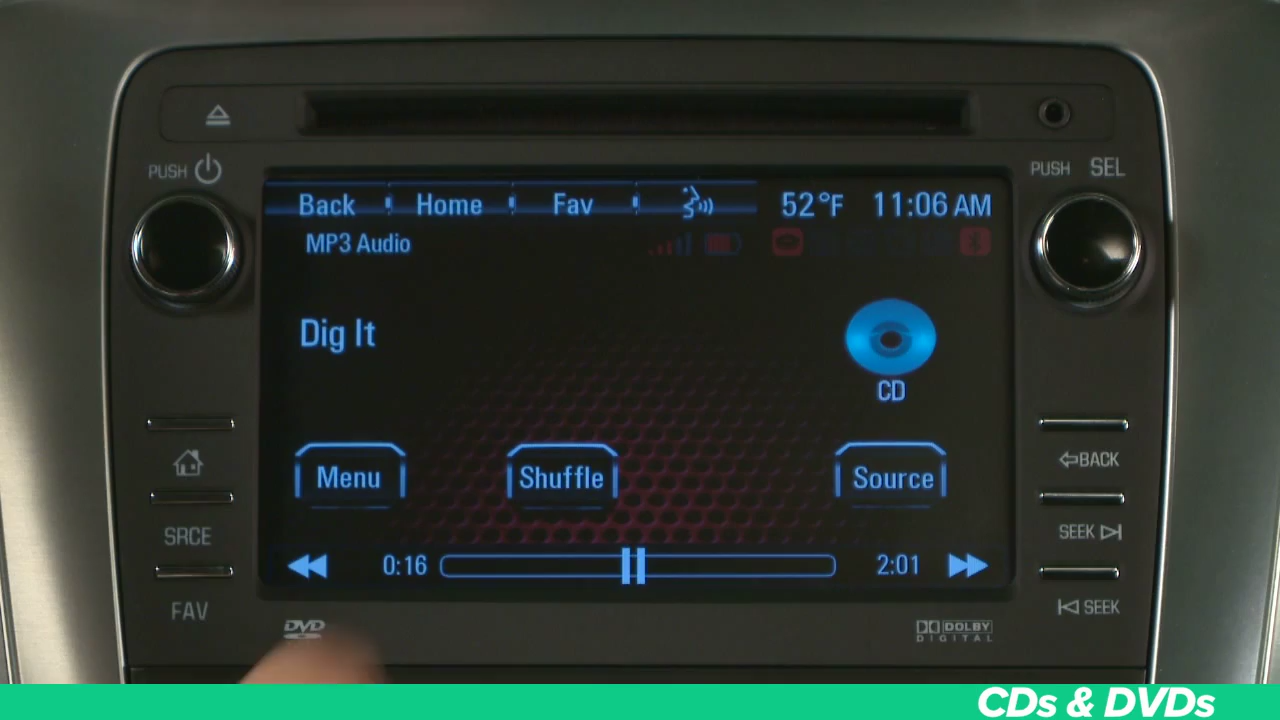 PUSH
PUSH SEL
Back Home Fav 52°F 11:06 AM
MP3 Audio
Dig It
CD
Menu Shuffle Source
BACK
SRCE
SEEK
0:16 2:01
FAV
SEEK
DVD
DOLBY
DIGITAL
CDs & DVDs